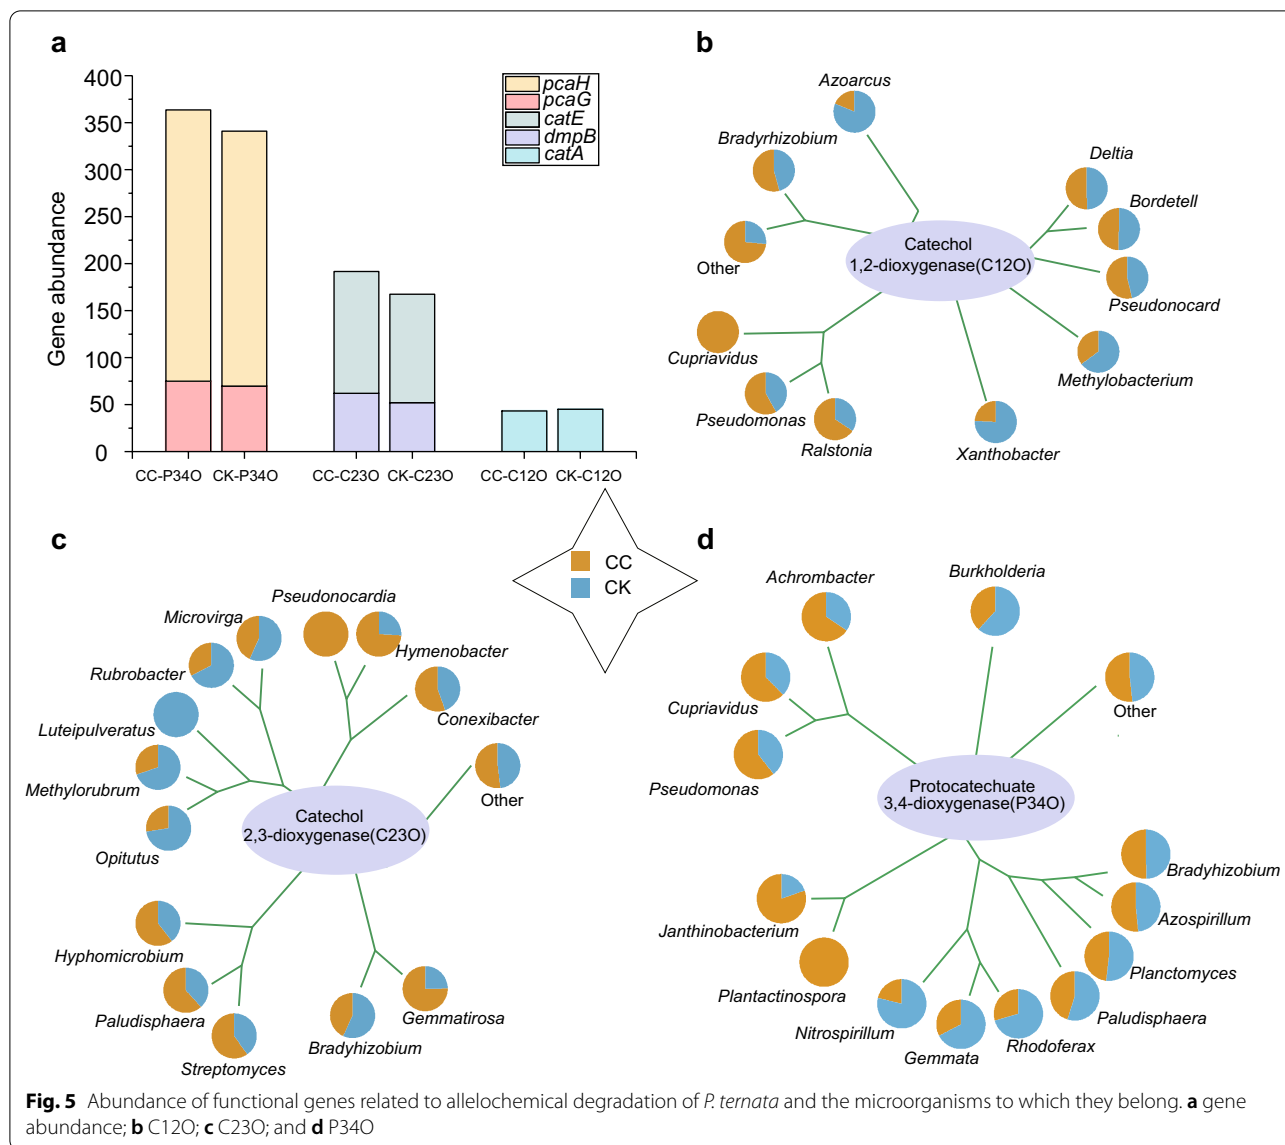 a
400
350
300
250
200
150
100
50
0
Gene abundance
pcaH
pcaG
catE
dmpB
catA
CC-P34O
CK-P34O
CC-C23O
CK-C23O
CC-C12O
CK-C12O
b
Azoarcus
Bradyrhizobium
Deltia
Bordetell
Other
Catechol
1,2-dioxygenase(C12O)
Pseudonocard
Cupriavidus
Methylobacterium
Pseudomonas
Ralstonia
Xanthobacter
CC
CK
c
Pseudonocardia
Microvirga
Hymenobacter
Rubrobacter
Conexibacter
Luteipulveratus
Methylorubrum
Other
Catechol
2,3-dioxygenase(C23O)
Opitutus
Hyphomicrobium
Paludisphaera
Gemmatirosa
Bradyhizobium
Streptomyces
d
Achrombacter
Burkholderia
Cupriavidus
Other
Pseudomonas
Protocatechuate
3,4-dioxygenase(P34O)
Bradyhizobium
Azospirillum
Janthinobacterium
Planctomyces
Plantactinospora
Paludisphaera
Nitrospirillum
Rhodoferax
Gemmata
Fig. 5 Abundance of functional genes related to allelochemical degradation of P. ternata and the microorganisms to which they belong. a gene
abundance; b C12O; c C23O; and d P34O